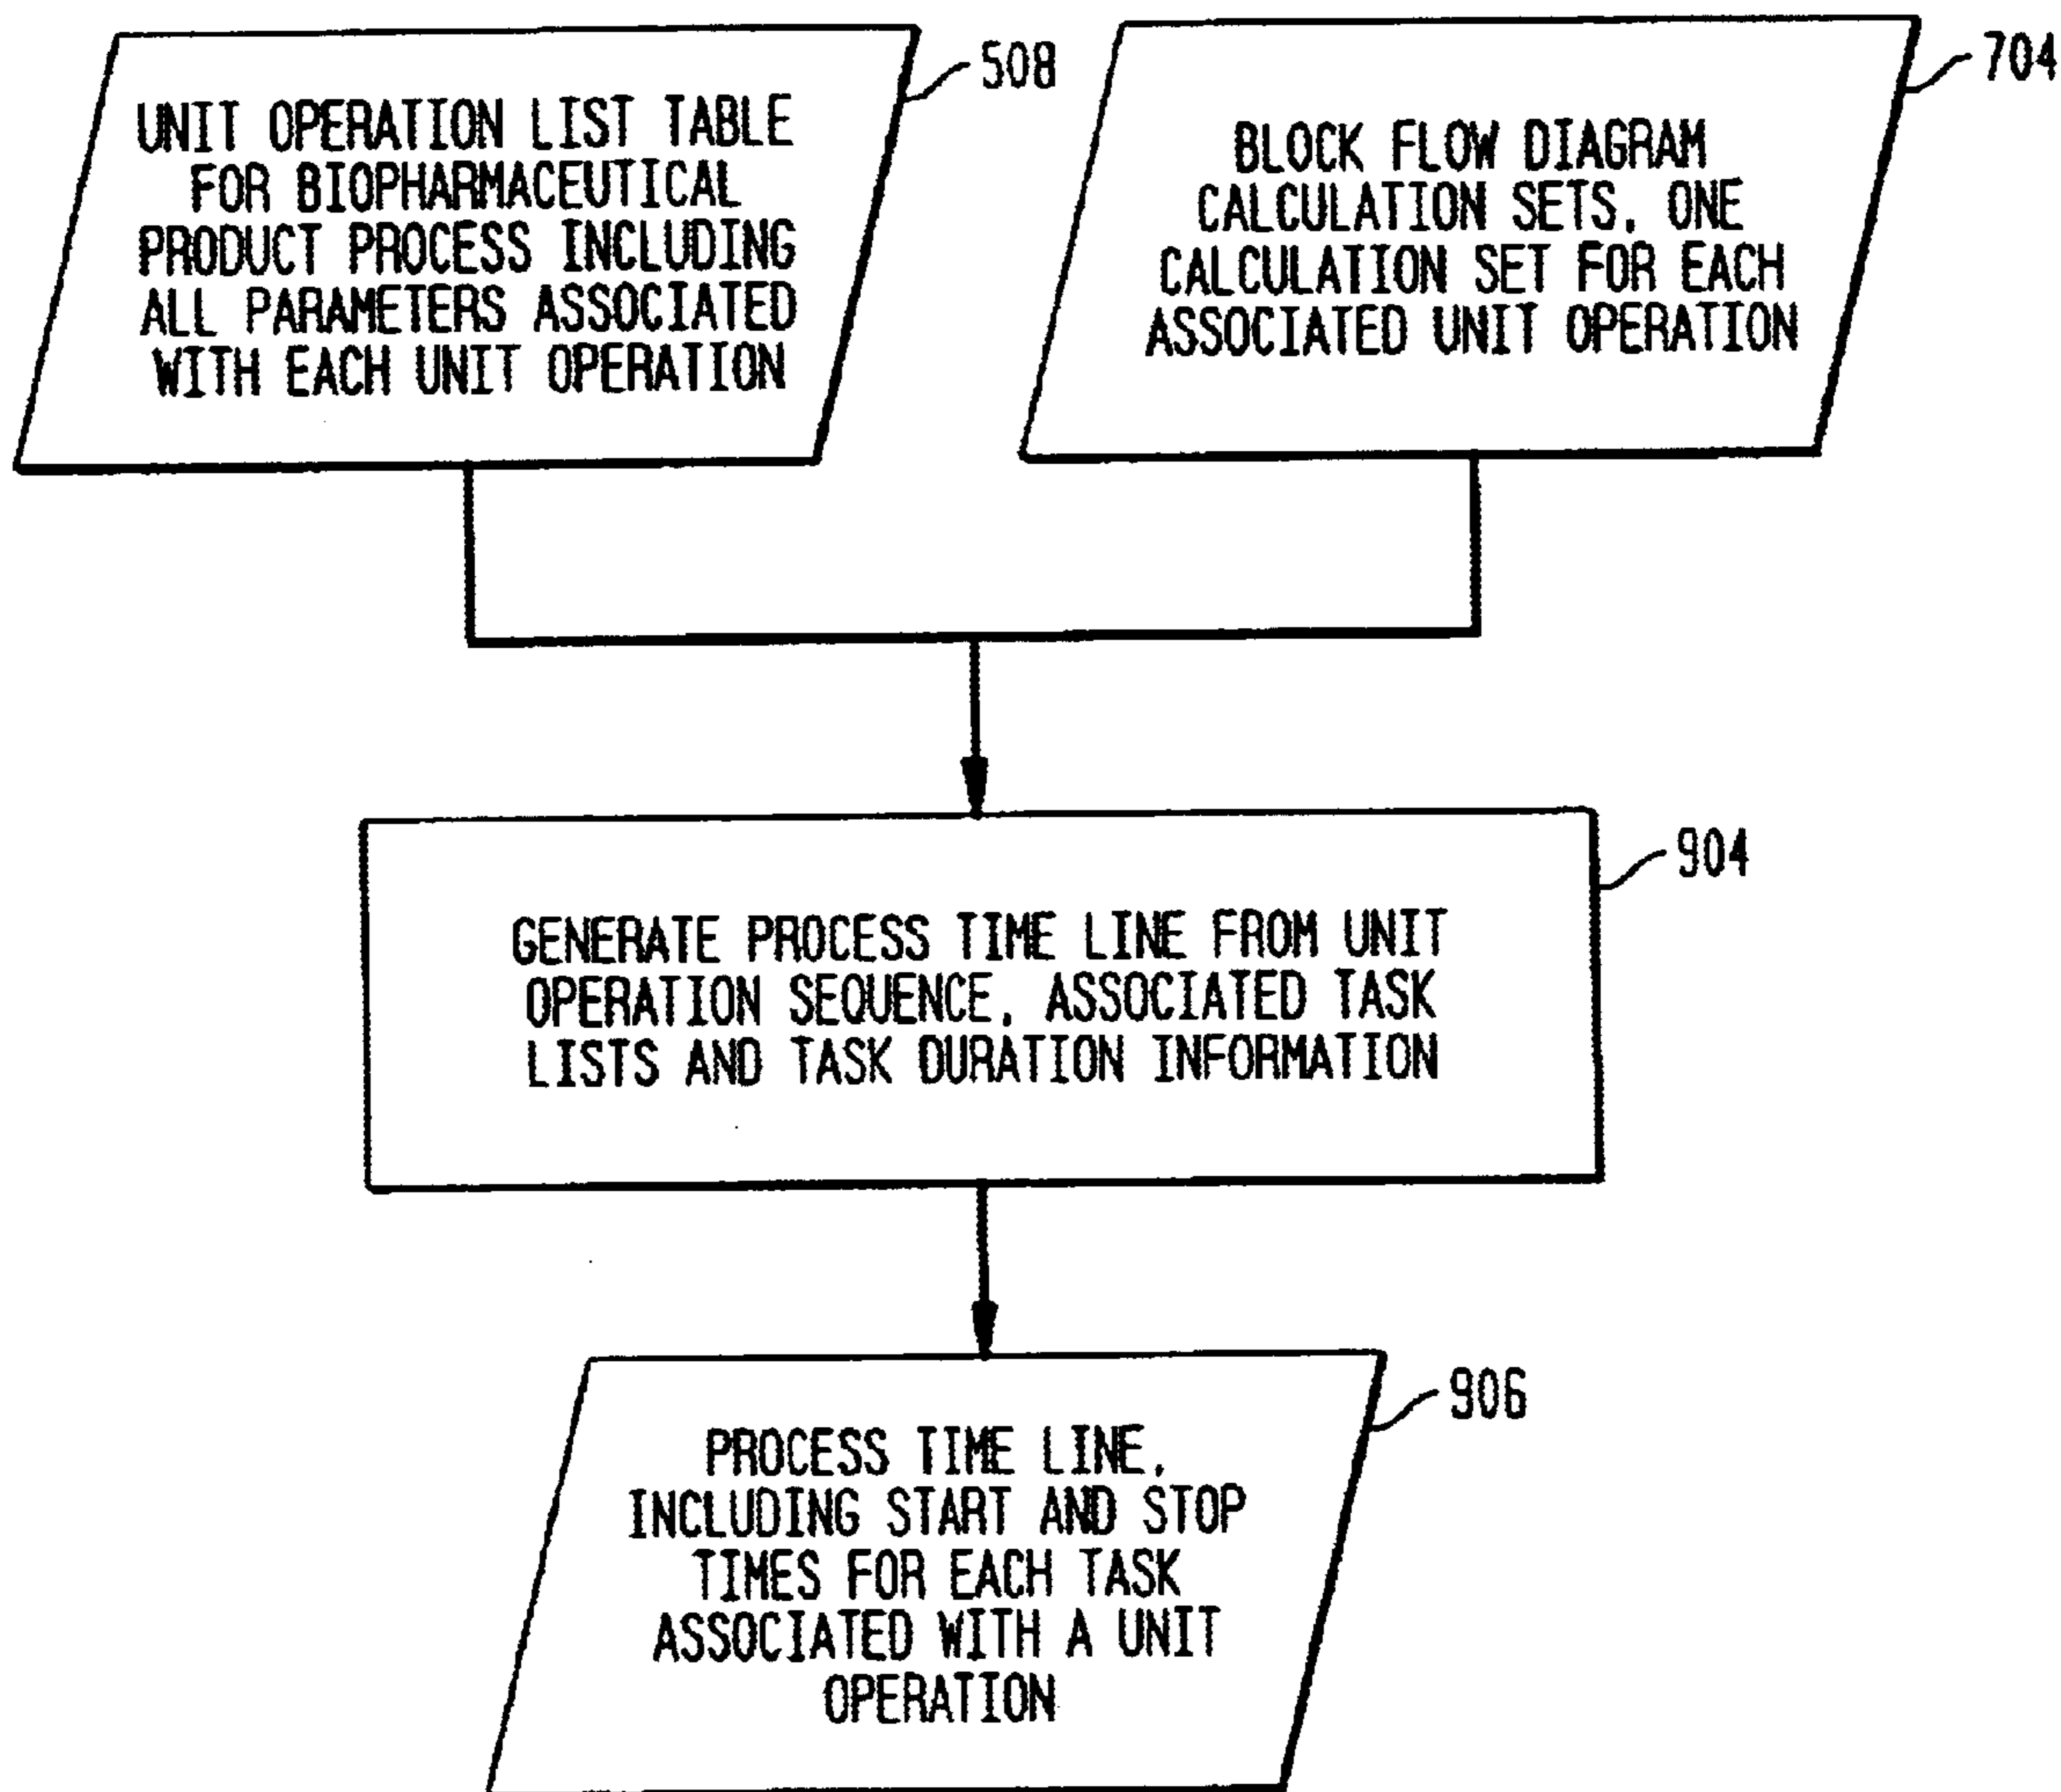 508
UNIT OPERATION LIST TABLE
FOR BIOPHARMACEUTICAL
PRODUCT PROCESS INCLUDING
ALL PARAMETERS ASSOCIATED
WITH EACH UNIT OPERATION
704
BLOCK FLOW DIAGRAM
CALCULATION SETS, ONE
CALCULATION SET FOR EACH
ASSOCIATED UNIT OPERATION
904
GENERATE PROCESS TIME LINE FROM UNIT
OPERATION SEQUENCE, ASSOCIATED TASK
LISTS AND TASK DURATION INFORMATION
906
PROCESS TIME LINE,
INCLUDING START AND STOP
TIMES FOR EACH TASK
ASSOCIATED WITH A UNIT
OPERATION